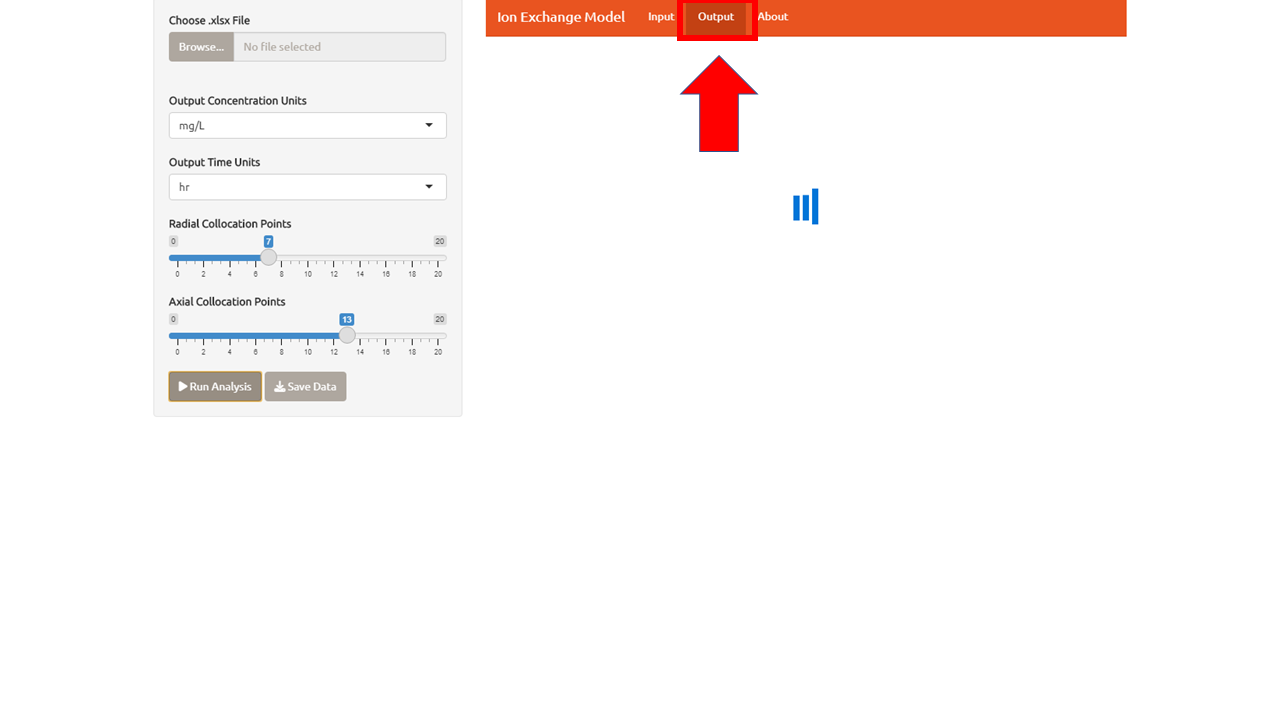 Choose .xlsx File
Browse... No file selected
Output Concentration Units
mg/L
Output Time Units
hr
Radial Collocation Points
0 7 20
0 2 4 6 8 10 12 14 16 18 20
Axial Collocation Points
0 13 20
0 2 4 6 8 10 12 14 16 18 20
Run Analysis Save Data
Ion Exchange Model Input Output About